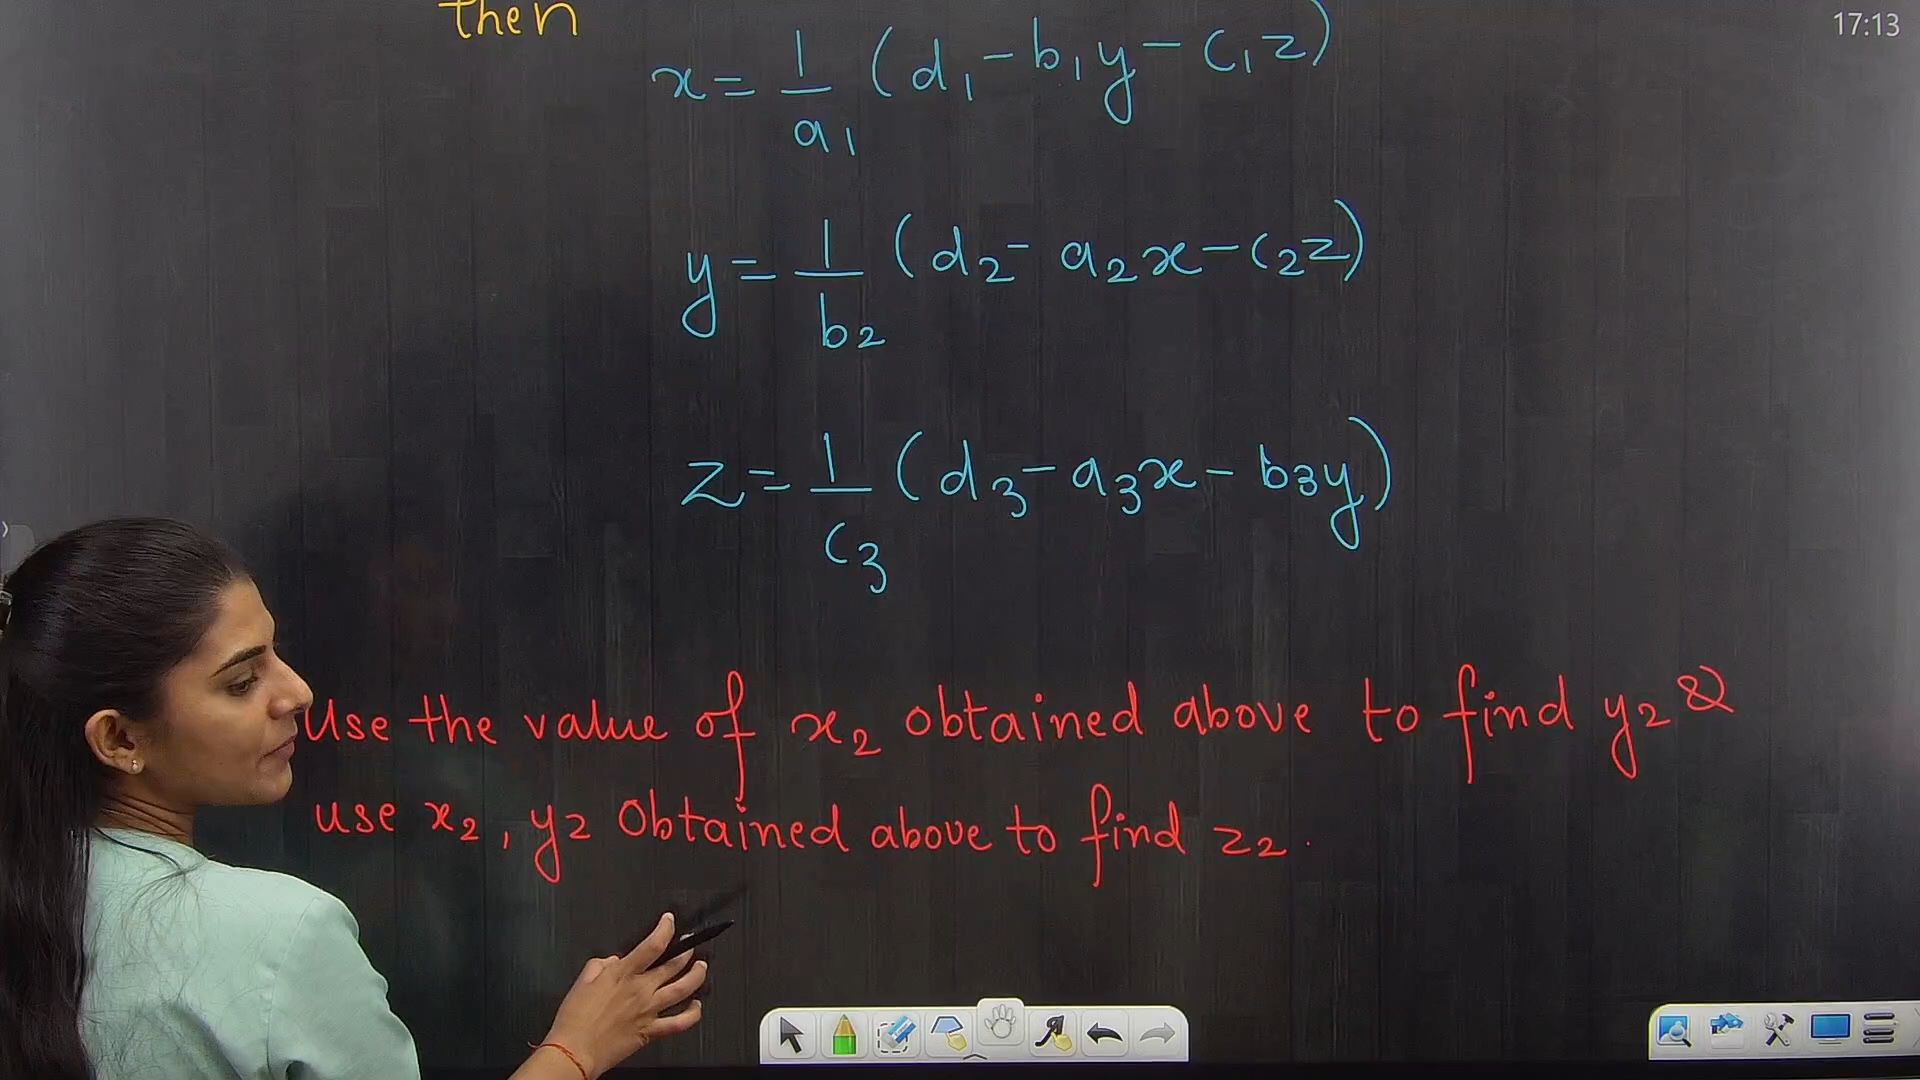 then
17:13
x = 1/a₁ (d₁ - b₁y - c₁z)
y = 1/b₂ (d₂ - a₂x - c₂z)
z = 1/c₃ (d₃ - a₃x - b₃y)
Use the value of x₂ obtained above to find y₂ &
use x₂, y₂ obtained above to find z₂.